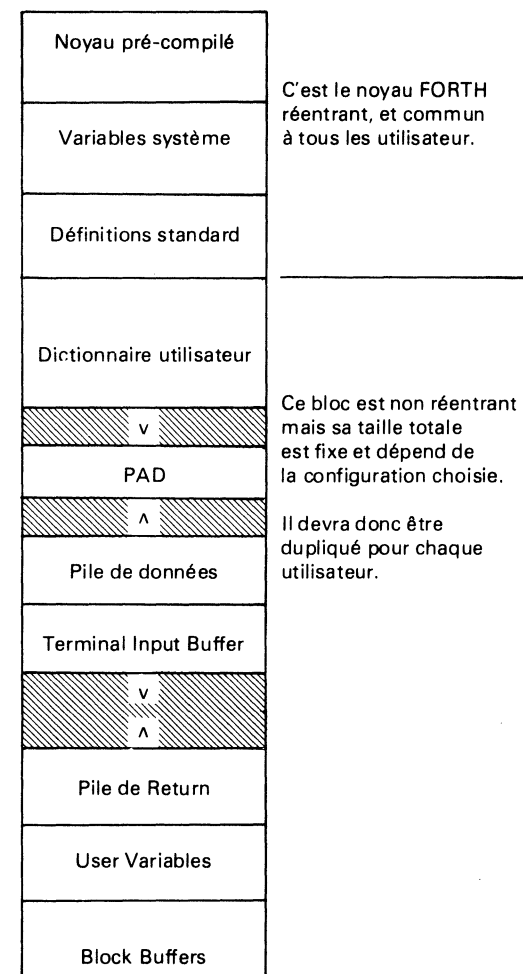 Noyau pré-compilé
C'est le noyau FORTH
réentrant, et commun
à tous les utilisateur.
Variables système
Définitions standard
Dictionnaire utilisateur
v
Ce bloc est non réentrant
mais sa taille totale
est fixe et dépend de
la configuration choisie.
PAD
ʌ
Il devra donc être
dupliqué pour chaque
utilisateur.
Pile de données
Terminal Input Buffer
v
ʌ
Pile de Return
User Variables
Block Buffers